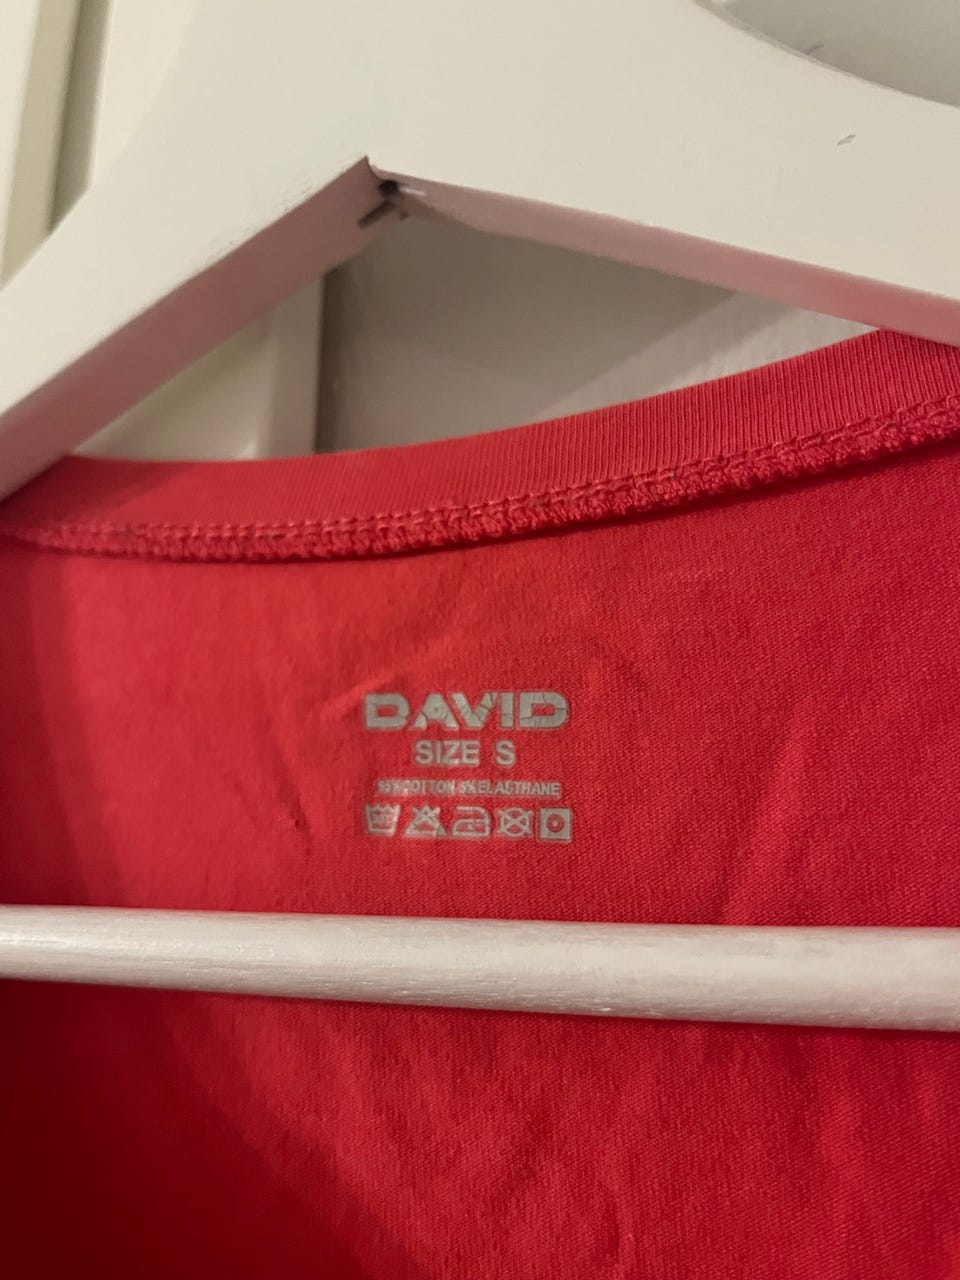 DAVID
SIZE S
95% COTTON 5% ELASTHANE